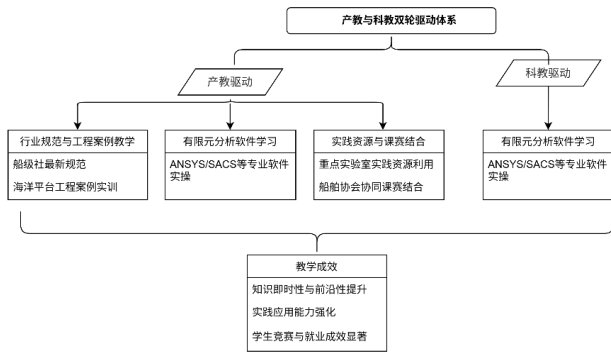 产教与科教双轮驱动体系
产教驱动
科教驱动
行业规范与工程案例教学
船级社最新规范
海洋平台工程案例实训
有限元分析软件学习
ANSYS/SACS等专业软件
实操
实践资源与课赛结合
重点实验室实践资源利用
船舶协会协同课赛结合
有限元分析软件学习
ANSYS/SACS等专业软件
实操
教学成效
知识即时性与前沿性提升
实践应用能力强化
学生竞赛与就业成效显著